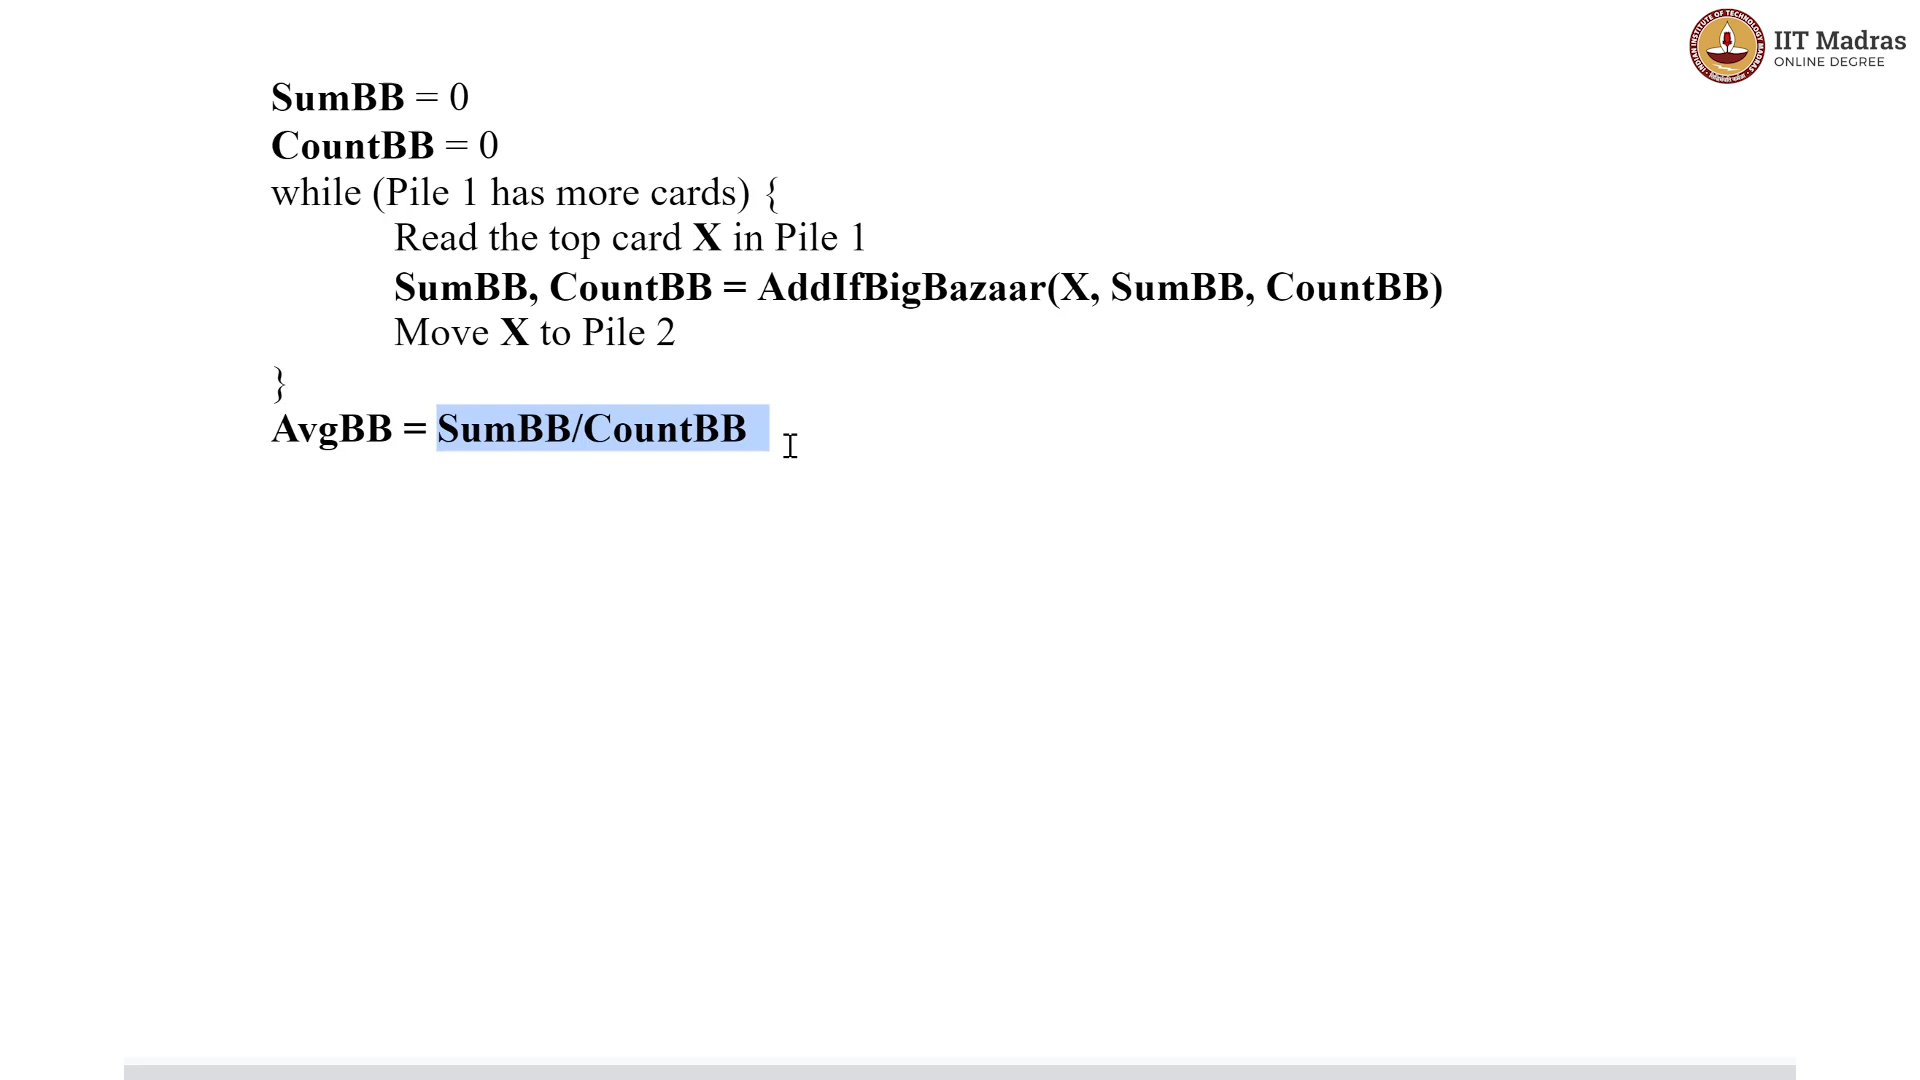 IIT Madras
ONLINE DEGREE
SumBB = 0
CountBB = 0
while (Pile 1 has more cards) {
Read the top card X in Pile 1
SumBB, CountBB = AddIfBigBazaar(X, SumBB, CountBB)
Move X to Pile 2
}
AvgBB = SumBB/CountBB